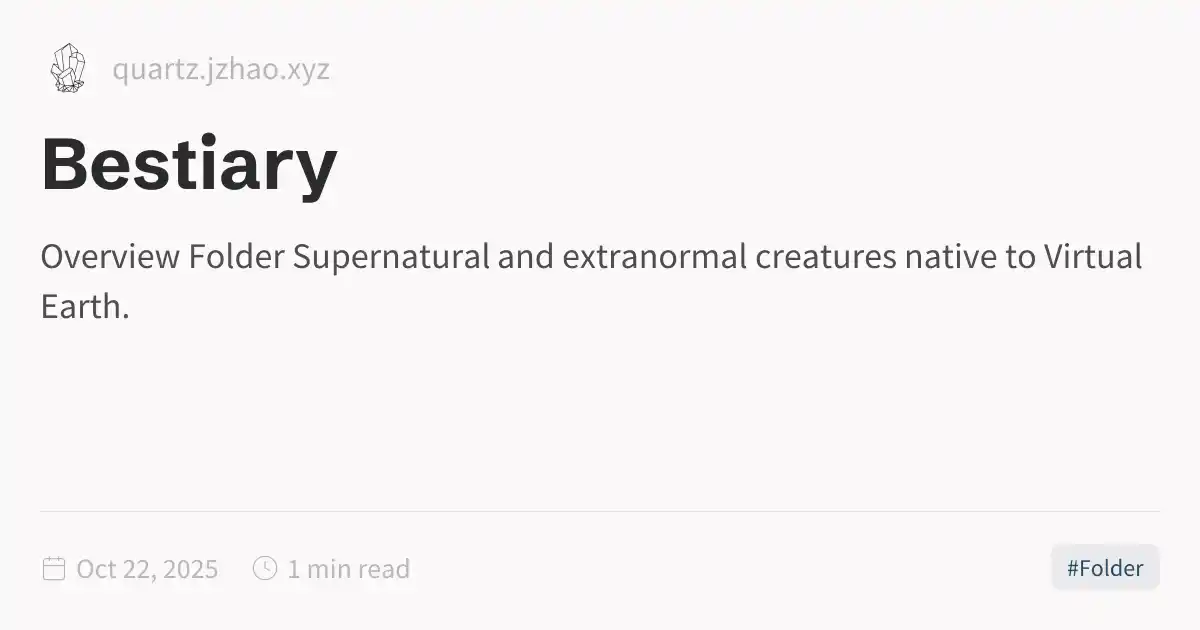 quartz.jzhao.xyz
Bestiary
Overview Folder Supernatural and extranormal creatures native to Virtual
Earth.
Oct 22, 2025
1 min read
#Folder